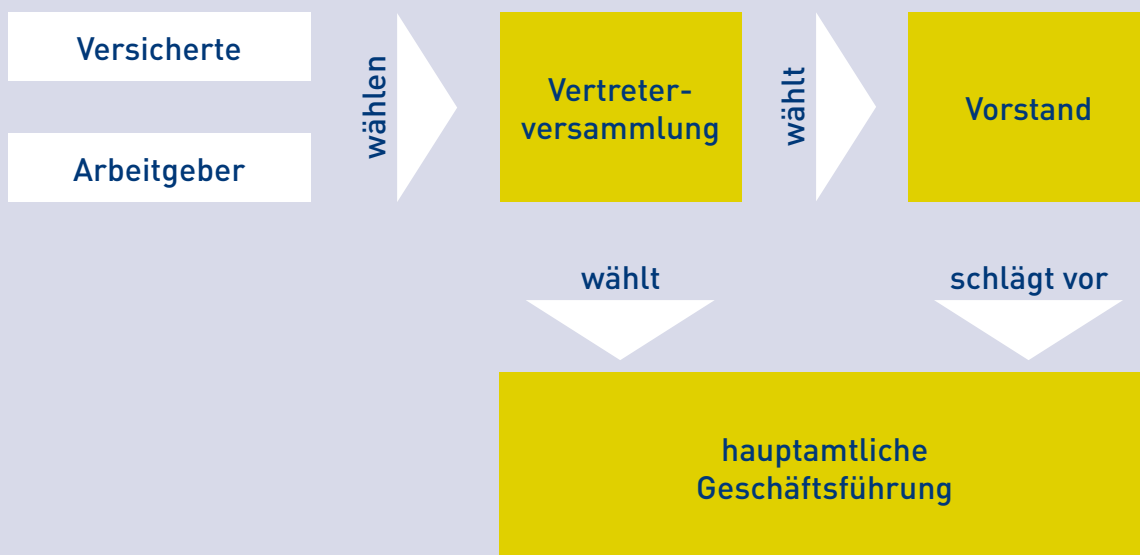 Versicherte
Arbeitgeber
wählen
Vertreter-
versammlung
wählt
Vorstand
wählt
schlägt vor
hauptamtliche
Geschäftsführung